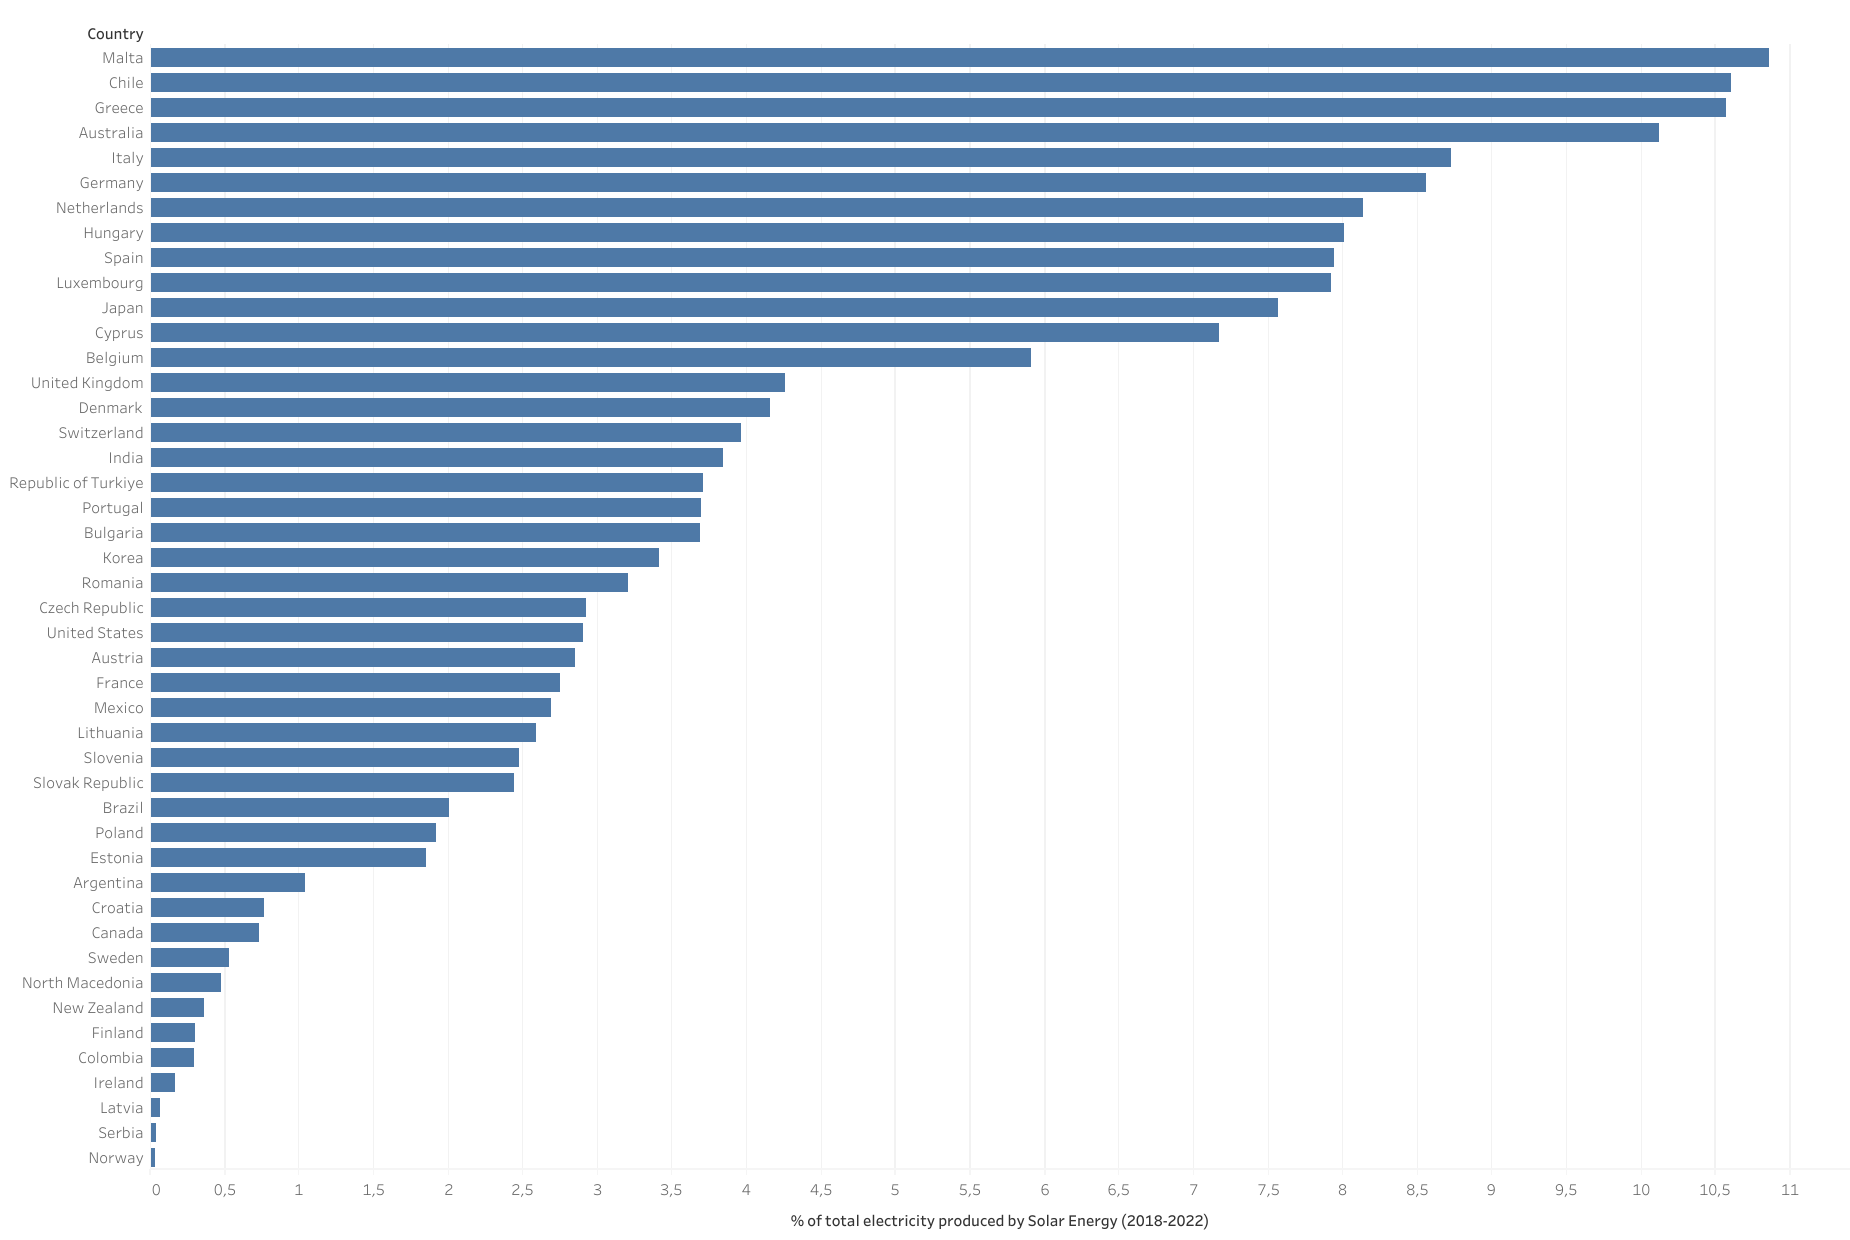 Country
Malta
Chile
Greece
Australia
Italy
Germany
Netherlands
Hungary
Spain
Luxembourg
Japan
Cyprus
Belgium
United Kingdom
Denmark
Switzerland
India
Republic of Turkiye
Portugal
Bulgaria
Korea
Romania
Czech Republic
United States
Austria
France
Mexico
Lithuania
Slovenia
Slovak Republic
Brazil
Poland
Estonia
Argentina
Croatia
Canada
Sweden
North Macedonia
New Zealand
Finland
Colombia
Ireland
Latvia
Serbia
Norway
0 0,5 1 1,5 2 2,5 3 3,5 4 4,5 5 5,5 6 6,5 7 7,5 8 8,5 9 9,5 10 10,5 11
% of total electricity produced by Solar Energy (2018-2022)